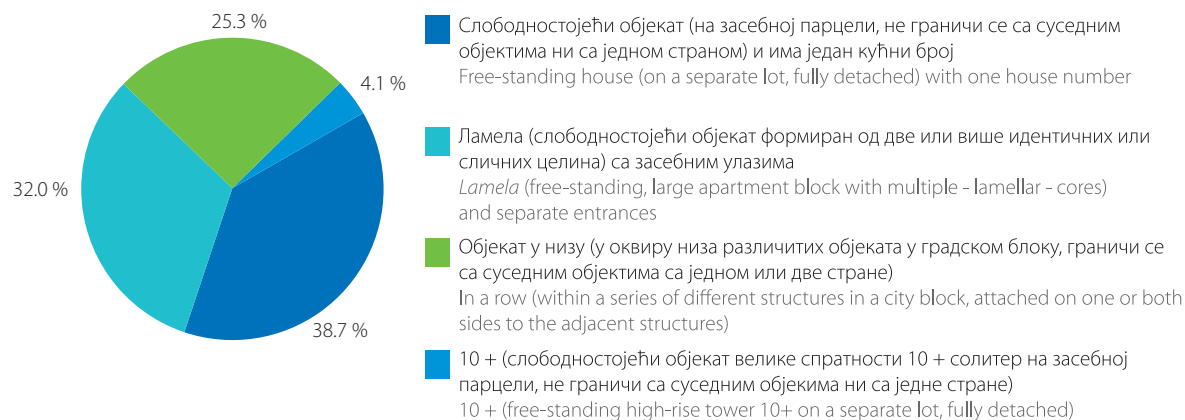 25.3 %
4.1 %
32.0 %
38.7 %
Слободностојећи објекат (на засебној парцели, не граничи се са суседним
објектима ни са једном страном) и има један кућни број
Free-standing house (on a separate lot, fully detached) with one house number
Ламела (слободностојећи објекат формиран од две или више идентичних или
сличних целина) са засебним улазима
Lamela (free-standing, large apartment block with multiple - lamellar - cores)
and separate entrances
Објекат у низу (у оквиру низа различитих објеката у градском блоку, граничи се
са суседним објектима са једном или две стране)
In a row (within a series of different structures in a city block, attached on one or both
sides to the adjacent structures)
10 + (слободностојећи објекат велике спратности 10 + солитер на засебној
парцели, не граничи са суседним објекима ни са једне стране)
10 + (free-standing high-rise tower 10+ on a separate lot, fully detached)